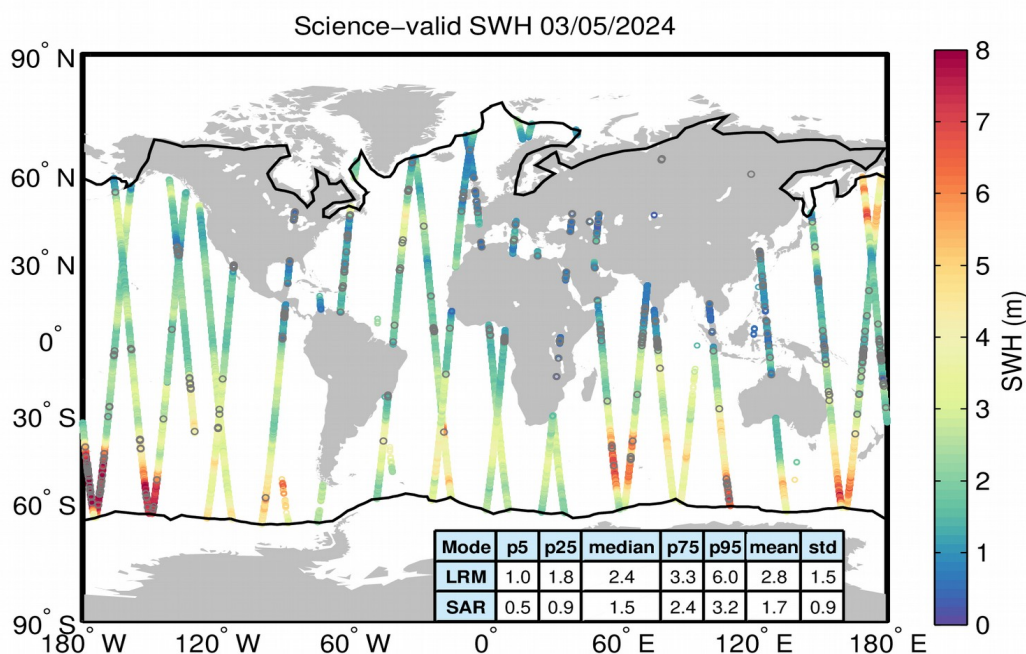 Science–valid SWH 03/05/2024
90° N
60° N
30° N
0°
30° S
60° S
90° S
180° W
120° W
60° W
0°
60° E
120° E
180° E
8
7
6
5
4
3
2
1
0
SWH (m)
Mode p5 p25 median p75 p95 mean std
LRM 1.0 1.8 2.4 3.3 6.0 2.8 1.5
SAR 0.5 0.9 1.5 2.4 3.2 1.7 0.9